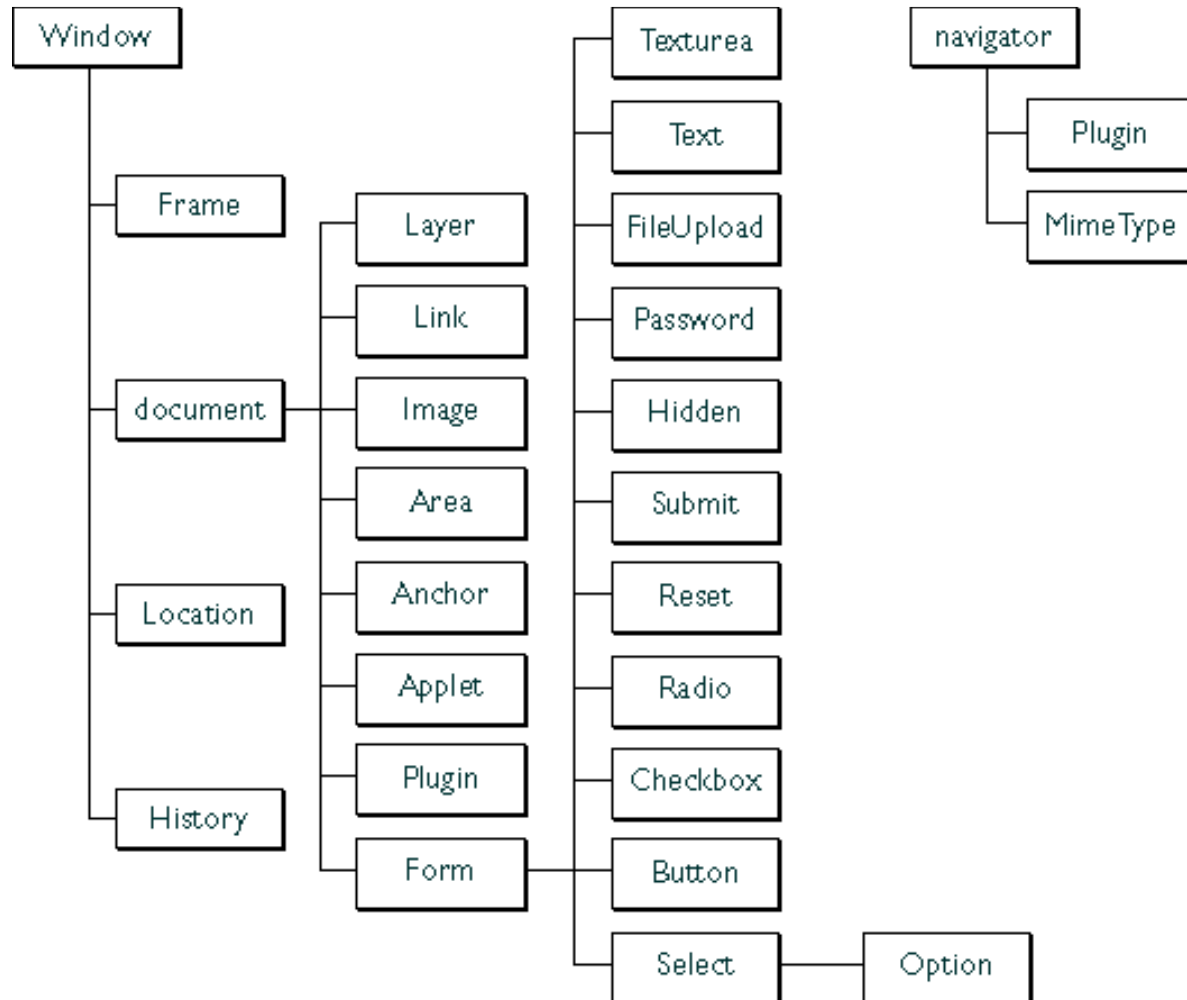 Window
Frame
document
Location
History
Layer
Link
Image
Area
Anchor
Applet
Plugin
Form
Texturea
Text
FileUpload
Password
Hidden
Submit
Reset
Radio
Checkbox
Button
Select
Option
navigator
Plugin
MimeType